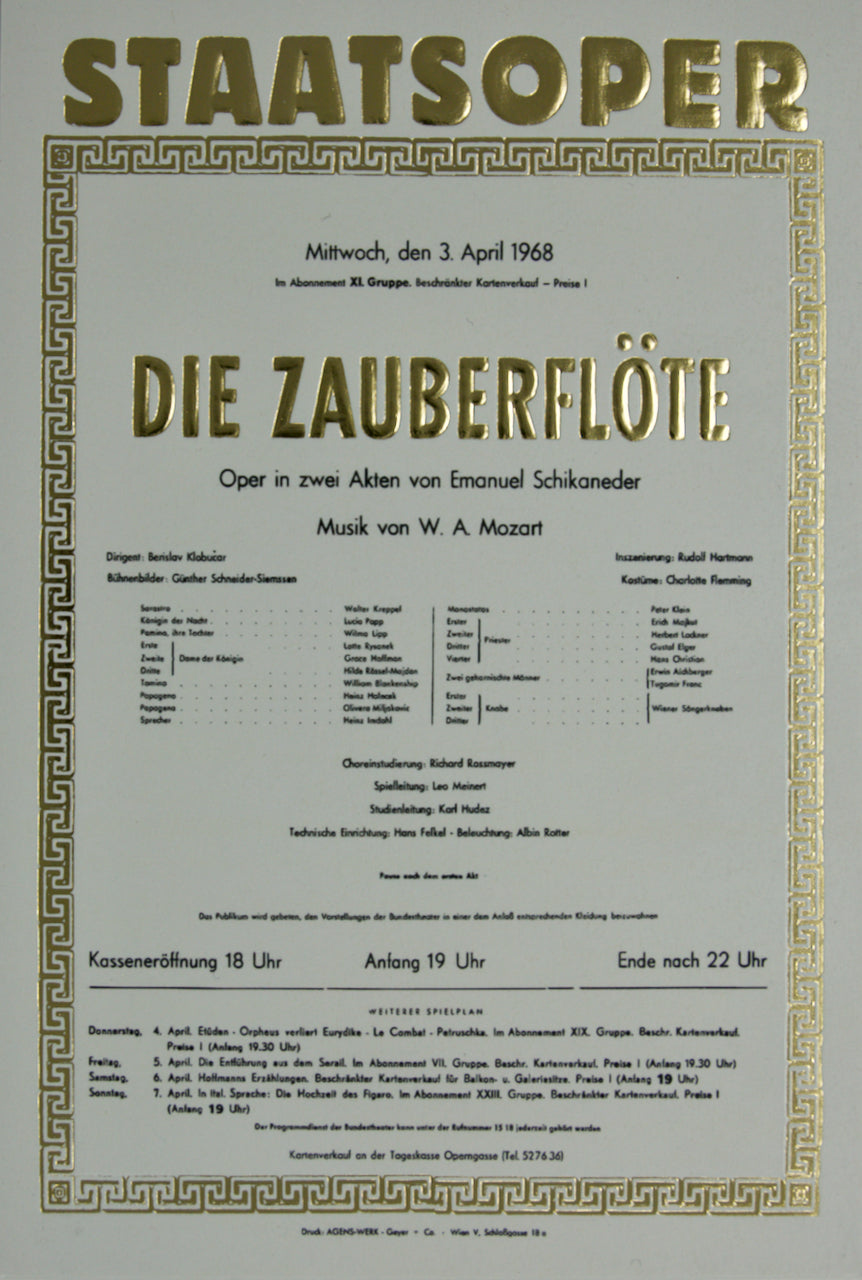 STAATSOPER
Mittwoch, den 3. April 1968
Im Abonnement XI. Gruppe. Beschränkter Kartenverkauf – Preise I
DIE ZAUBERFLÖTE
Oper in zwei Akten von Emanuel Schikaneder
Musik von W. A. Mozart
Dirigent: Berislav Klobučar
Inszenierung: Rudolf Hartmann
Bühnenbilder: Günther Schneider-Siemssen
Kostüme: Charlotte Flemming
Sarastro . . . . . . . . . . . . Walter Kreppel
Königin der Nacht . . . . . . . . . . Lucia Popp
Pamina, ihre Tochter . . . . . . . . . Wilma Lipp
Erste Lotte Rysanek
Zweite Dame der Königin . . . . . . . Grace Hoffman
Dritte Hilde Rössel-Majdan
Tamino . . . . . . . . . . . . William Blankenship
Papageno . . . . . . . . . . . . Heinz Holecek
Papagena . . . . . . . . . . . . Olivera Miljakovic
Sprecher . . . . . . . . . . . . Heinz Imdahl
Monostatos . . . . . . . . . . Peter Klein
Erster Erich Majkut
Zweiter Priester Herbert Lackner
Dritter Gustal Elger
Vierter Hans Christian
Zwei geharnischte Männer . . . . . . . Erwin Aichberger
Tugomir Franc
Erster
Zweiter Knabe . . . . . . . . . Wiener Sängerknaben
Dritter
Choreinstudierung: Richard Rossmayer
Spielleitung: Leo Meinert
Studienleitung: Karl Hudez
Technische Einrichtung: Hans Felkel - Beleuchtung: Albin Rotter
Pause nach dem ersten Akt
Das Publikum wird gebeten, den Vorstellungen der Bundestheater in einer dem Anlaß entsprechenden Kleidung beizuwohnen
Kasseneröffnung 18 Uhr Anfang 19 Uhr Ende nach 22 Uhr
WEITERER SPIELPLAN
Donnerstag, 4. April. Etüden - Orpheus verliert Eurydike - Le Combat - Petruschka. Im Abonnement XIX. Gruppe. Beschr. Kartenverkauf.
Preise I (Anfang 19.30 Uhr)
Freitag, 5. April. Die Entführung aus dem Serail. Im Abonnement VII. Gruppe. Beschr. Kartenverkauf. Preise I (Anfang 19.30 Uhr)
Samstag, 6. April. Hoffmanns Erzählungen. Beschränkter Kartenverkauf für Balkon- u. Galeriesitze. Preise I (Anfang 19 Uhr)
Sonntag, 7. April. In ital. Sprache: Die Hochzeit des Figaro. Im Abonnement XXIII. Gruppe. Beschränkter Kartenverkauf. Preise I
(Anfang 19 Uhr)
Der Programmdienst der Bundestheater kann unter der Rufnummer 15 18 jederzeit gehört werden
Kartenverkauf an der Tageskasse Operngasse (Tel. 52 76 36)
Druck: AGENS-WERK - Geyer + Co. - Wien V, Schloßgasse 18 a